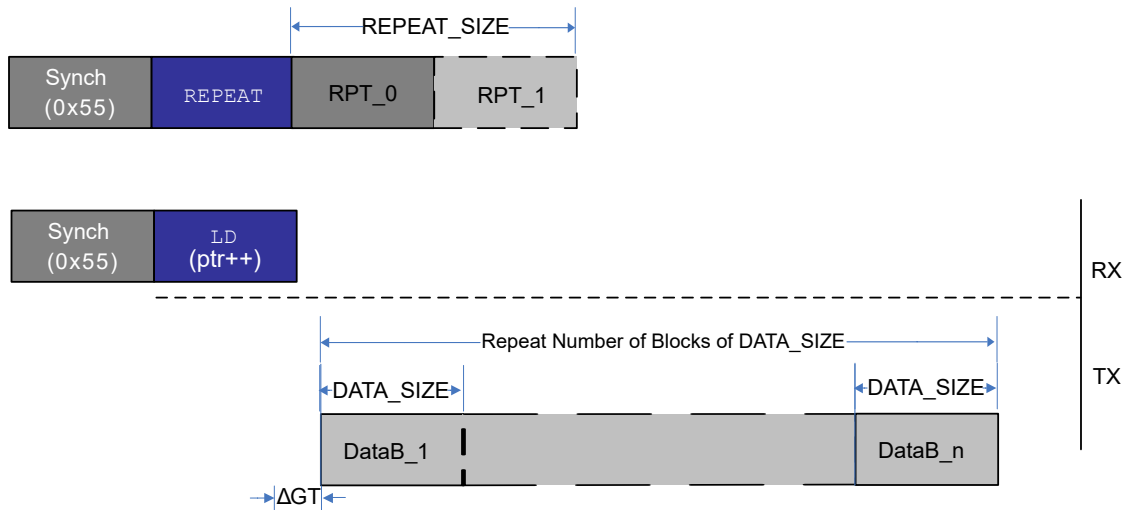 REPEAT_SIZE
Synch
(0x55)
REPEAT
RPT_0
RPT_1
Synch
(0x55)
LD
(ptr++)
RX
Repeat Number of Blocks of DATA_SIZE
TX
DATA_SIZE
DATA_SIZE
DataB_1
DataB_n
ΔGT